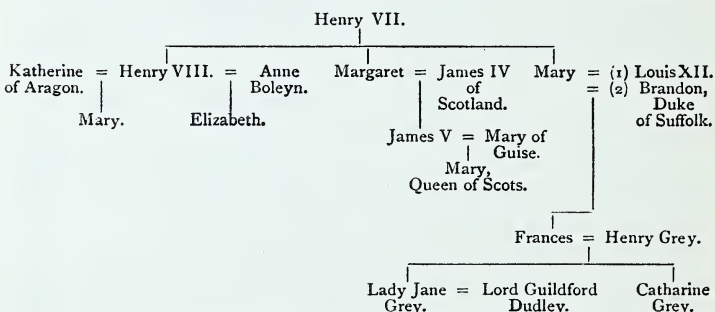 Henry VII.
Katherine = Henry VIII. = Anne Margaret = James IV Mary = (1) Louis XII.
of Aragon. Boleyn. of = (2) Brandon,
Scotland. Duke
Mary. Elizabeth. of Suffolk.
James V = Mary of
Guise.
Mary,
Queen of Scots.
Frances = Henry Grey.
Lady Jane = Lord Guildford Catharine
Grey. Dudley. Grey.